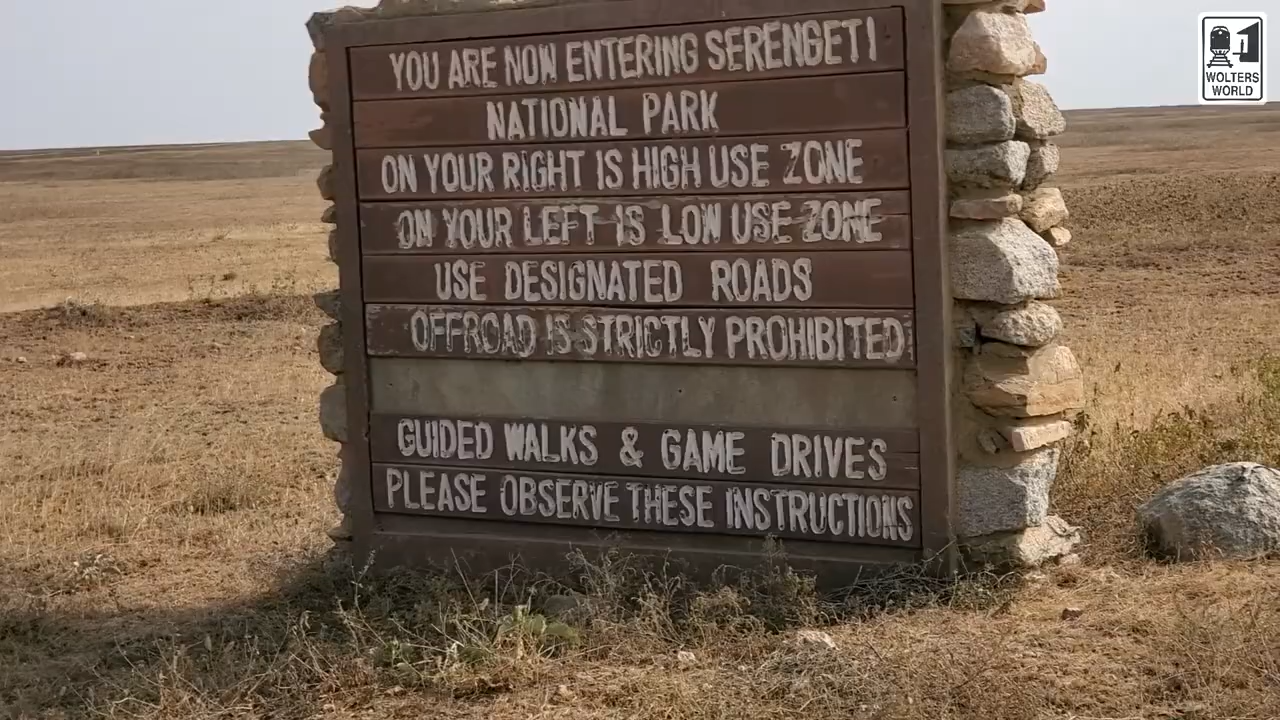 YOU ARE NOW ENTERING SERENGETI
NATIONAL PARK
ON YOUR RIGHT IS HIGH USE ZONE
ON YOUR LEFT IS LOW USE ZONE
USE DESIGNATED ROADS
OFFROAD IS STRICTLY PROHIBITED
GUIDED WALKS & GAME DRIVES
PLEASE OBSERVE THESE INSTRUCTIONS
WOLTERS
WORLD